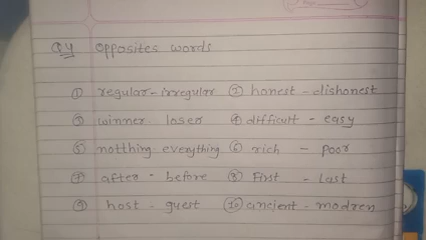 Q4 opposites words
① regular - irregular ② honest - dishonest
③ winner loser ④ difficult - easy
⑤ notthing everything ⑥ rich - poor
⑦ after - before ⑧ First - last
⑨ host - guest ⑩ ancient - modren